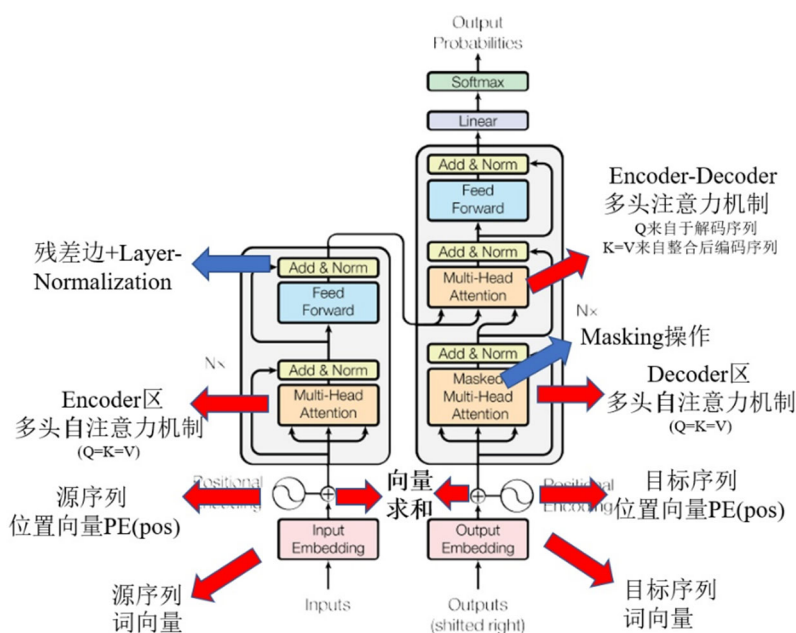 Output
Probabilities
Softmax
Linear
Add & Norm
Feed
Forward
Add & Norm
Multi-Head
Attention
Encoder-Decoder
多头注意力机制
Q来自于解码序列
K=V来自整合后编码序列
残差边+Layer-
Normalization
Add & Norm
Feed
Forward
N×
Masking操作
Add & Norm
Masked
Multi-Head
Attention
Decoder区
多头自注意力机制
(Q=K=V)
Add & Norm
Multi-Head
Attention
Encoder区
多头自注意力机制
(Q=K=V)
Positional
Encoding
源序列
位置向量PE(pos)
向量
求和
Positional
Encoding
目标序列
位置向量PE(pos)
Input
Embedding
Output
Embedding
源序列
词向量
Inputs
Outputs
(shifted right)
目标序列
词向量